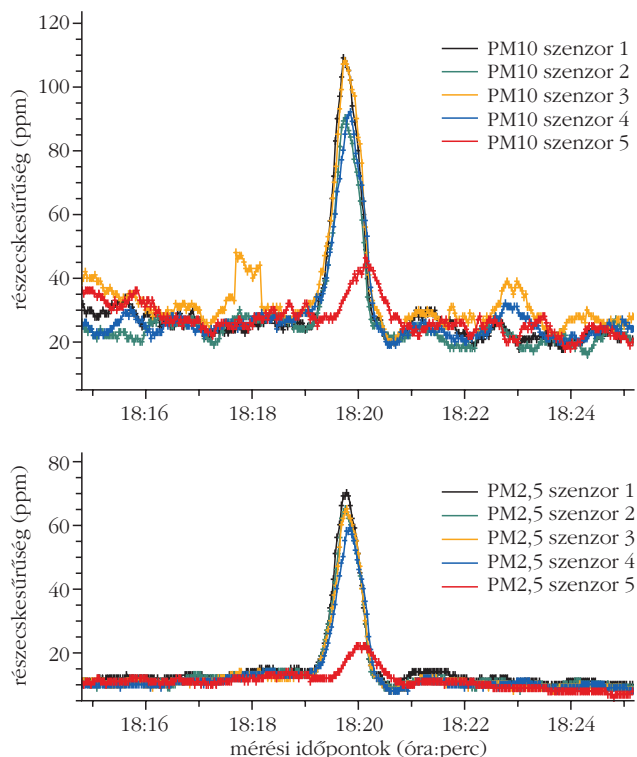 120
100
80
60
40
20
részecskesűrűség (ppm)
PM10 szenzor 1
PM10 szenzor 2
PM10 szenzor 3
PM10 szenzor 4
PM10 szenzor 5
18:16 18:18 18:20 18:22 18:24
80
60
40
20
részecskesűrűség (ppm)
PM2,5 szenzor 1
PM2,5 szenzor 2
PM2,5 szenzor 3
PM2,5 szenzor 4
PM2,5 szenzor 5
18:16 18:18 18:20 18:22 18:24
mérési időpontok (óra:perc)